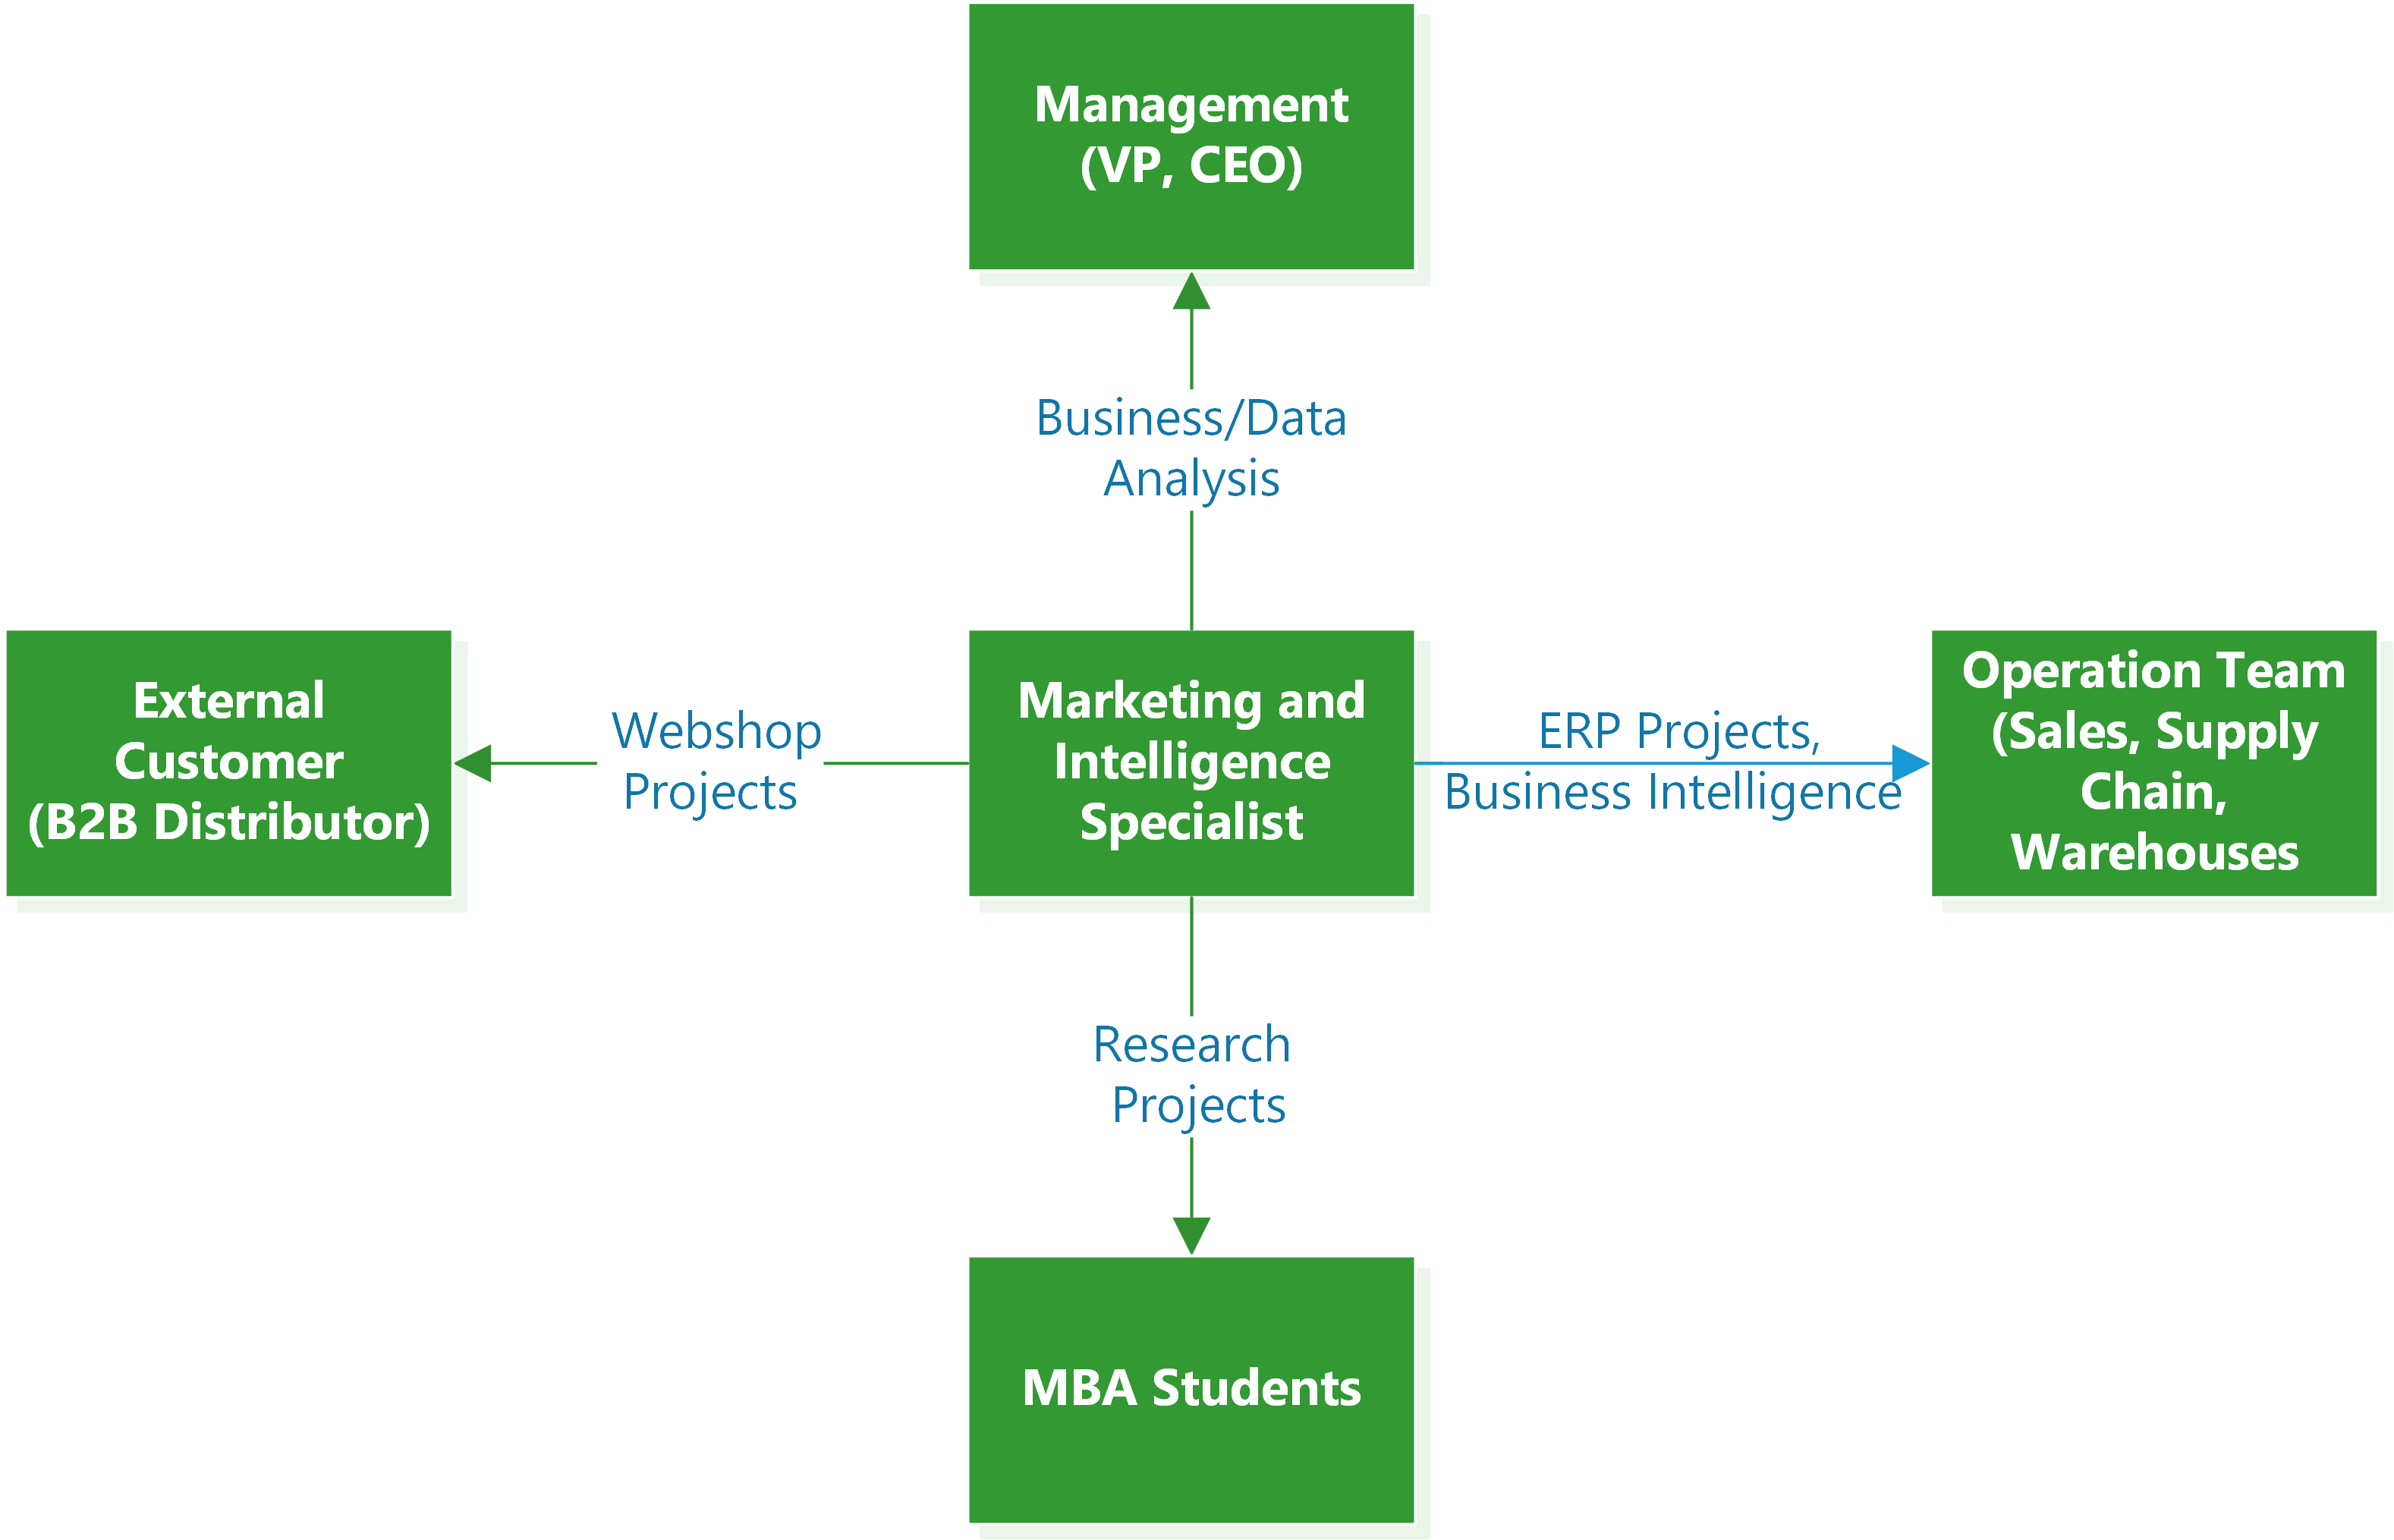 Management
(VP, CEO)
Business/Data
Analysis
External
Customer
(B2B Distributor)
Webshop
Projects
Marketing and
Intelligence
Specialist
ERP Projects,
Business Intelligence
Operation Team
(Sales, Supply
Chain,
Warehouses
Research
Projects
MBA Students